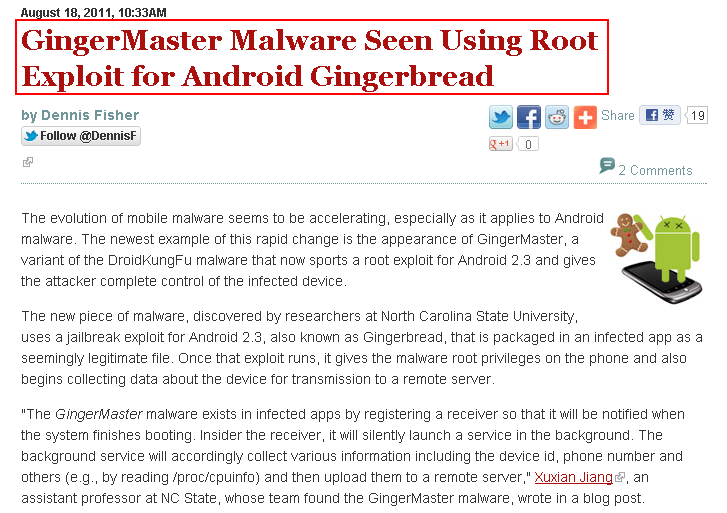 August 18, 2011, 10:33AM
GingerMaster Malware Seen Using Root
Exploit for Android Gingerbread
by Dennis Fisher
Follow @DennisF
Share
赞
19
+1
0
2 Comments
The evolution of mobile malware seems to be accelerating, especially as it applies to Android
malware. The newest example of this rapid change is the appearance of GingerMaster, a
variant of the DroidKungFu malware that now sports a root exploit for Android 2.3 and gives
the attacker complete control of the infected device.
The new piece of malware, discovered by researchers at North Carolina State University,
uses a jailbreak exploit for Android 2.3, also known as Gingerbread, that is packaged in an infected app as a
seemingly legitimate file. Once that exploit runs, it gives the malware root privileges on the phone and also
begins collecting data about the device for transmission to a remote server.
"The GingerMaster malware exists in infected apps by registering a receiver so that it will be notified when
the system finishes booting. Insider the receiver, it will silently launch a service in the background. The
background service will accordingly collect various information including the device id, phone number and
others (e.g., by reading /proc/cpuinfo) and then upload them to a remote server," Xuxian Jiang, an
assistant professor at NC State, whose team found the GingerMaster malware, wrote in a blog post.